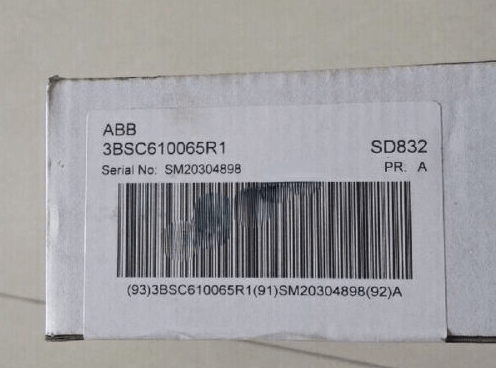 ABB
3BSC610065R1 SD832
Serial No: SM20304898 PR: A
(93)3BSC610065R1(91)SM20304898(92)A